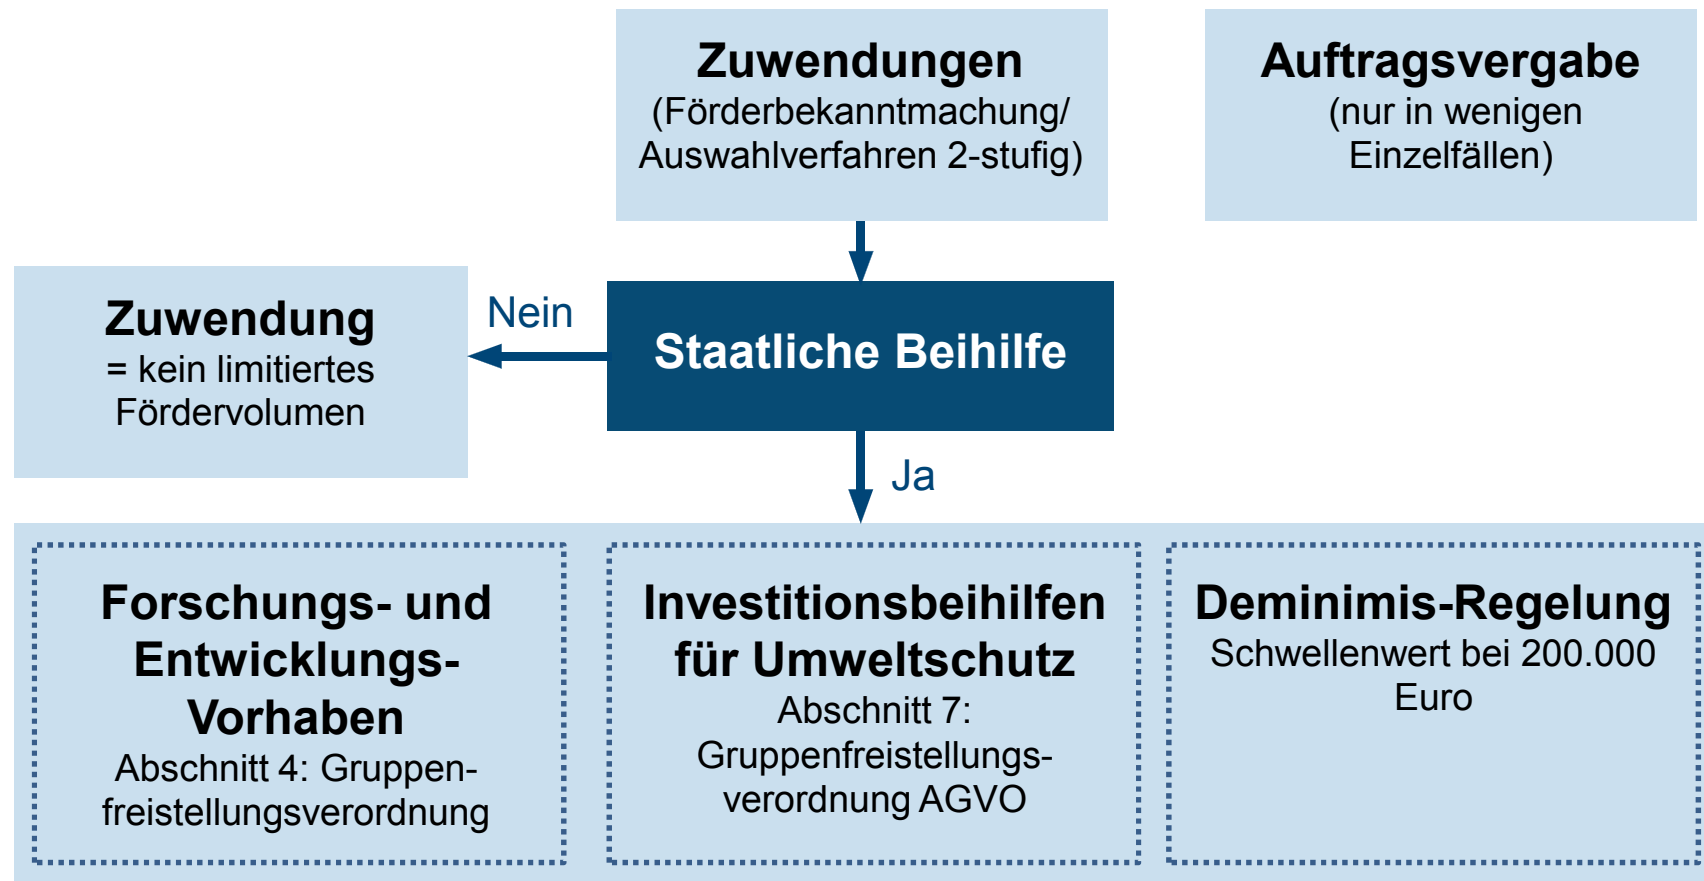 Zuwendungen
(Förderbekanntmachung/
Auswahlverfahren 2-stufig)
Auftragsvergabe
(nur in wenigen
Einzelfällen)
Zuwendung
= kein limitiertes
Fördervolumen
Nein
Staatliche Beihilfe
Ja
Forschungs- und
Entwicklungs-
Vorhaben
Abschnitt 4: Gruppen-
freistellungsverordnung
Investitionsbeihilfen
für Umweltschutz
Abschnitt 7:
Gruppenfreistellungs-
verordnung AGVO
Deminimis-Regelung
Schwellenwert bei 200.000
Euro